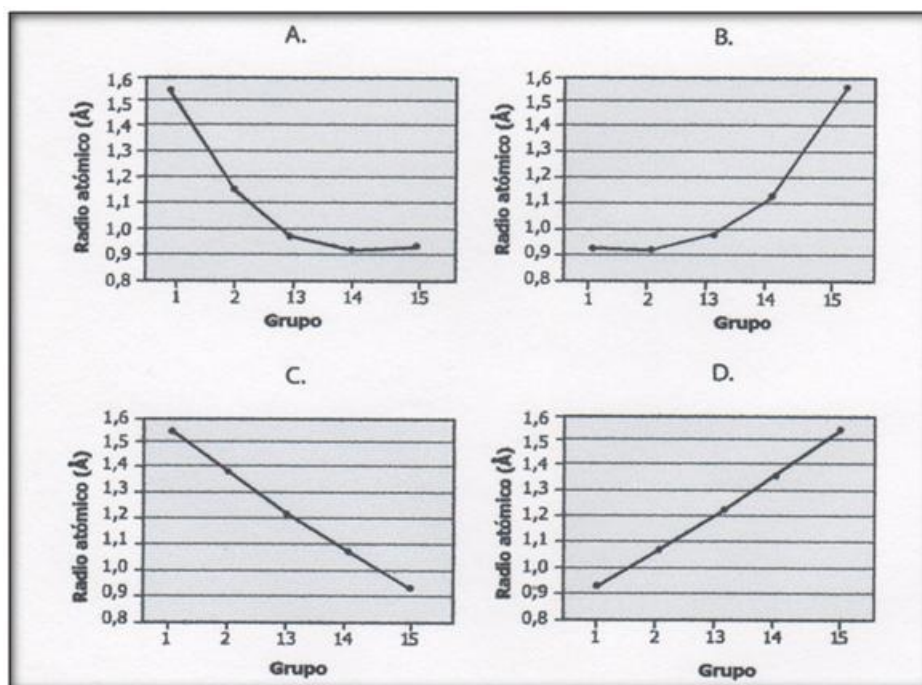 A.
Radio atómico (Å)
1,6
1,5
1,4
1,3
1,2
1,1
1,0
0,9
0,8
1 2 13 14 15
Grupo
B.
Radio atómico (Å)
1,6
1,5
1,4
1,3
1,2
1,1
1,0
0,9
0,8
1 2 13 14 15
Grupo
C.
Radio atómico (Å)
1,6
1,5
1,4
1,3
1,2
1,1
1,0
0,9
0,8
1 2 13 14 15
Grupo
D.
Radio atómico (Å)
1,6
1,5
1,4
1,3
1,2
1,1
1,0
0,9
0,8
1 2 13 14 15
Grupo